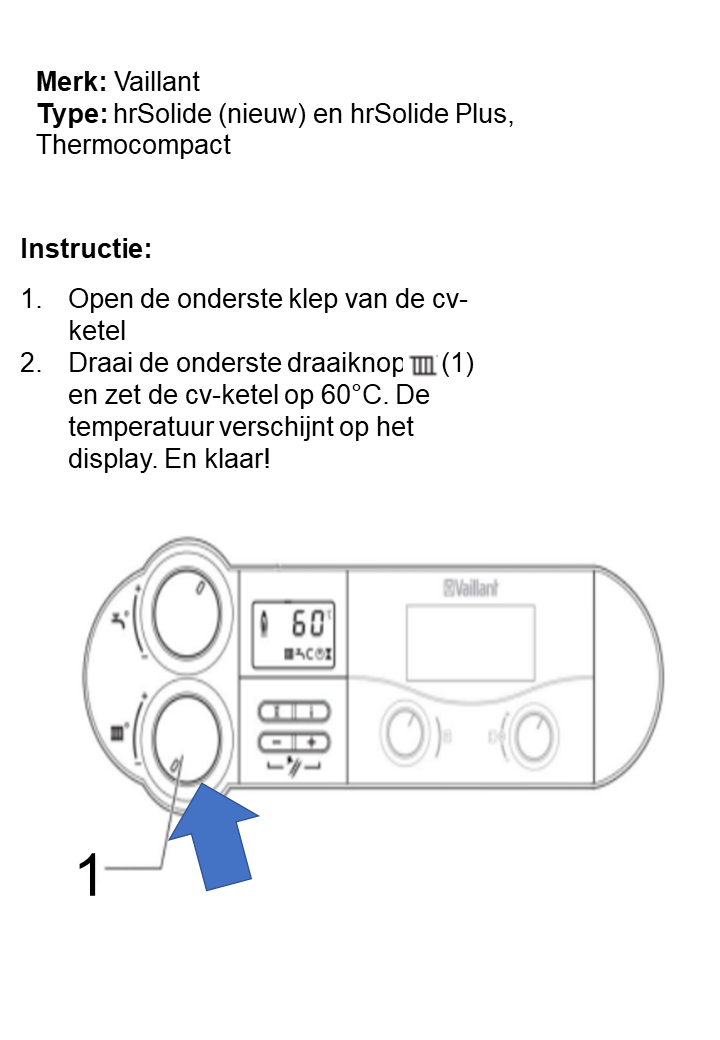 Merk: Vaillant
Type: hrSolide (nieuw) en hrSolide Plus,
Thermocompact
Instructie:
1. Open de onderste klep van de cv-
ketel
2. Draai de onderste draaiknop (1)
en zet de cv-ketel op 60°C. De
temperatuur verschijnt op het
display. En klaar!
Vaillant
+
60°C
-
+
i
- +
-
1